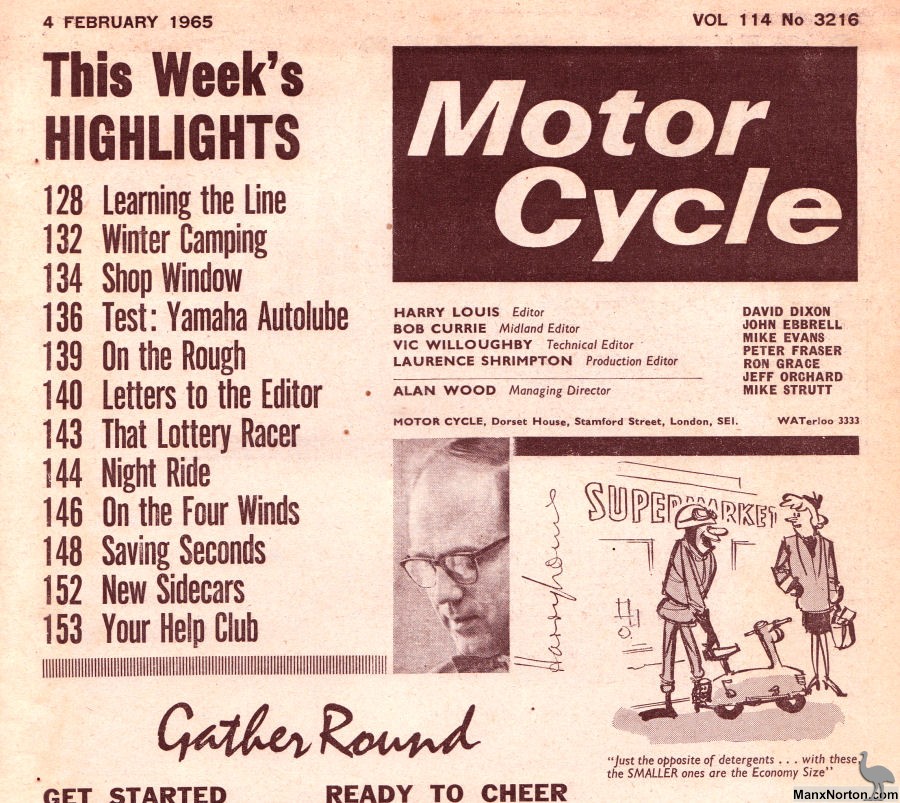 4 FEBRUARY 1965
VOL 114 No 3216
This Week's
HIGHLIGHTS
128 Learning the Line
132 Winter Camping
134 Shop Window
136 Test: Yamaha Autolube
139 On the Rough
140 Letters to the Editor
143 That Lottery Racer
144 Night Ride
146 On the Four Winds
148 Saving Seconds
152 New Sidecars
153 Your Help Club
Motor
Cycle
HARRY LOUIS Editor
BOB CURRIE Midland Editor
VIC WILLOUGHBY Technical Editor
LAURENCE SHRIMPTON Production Editor
ALAN WOOD Managing Director
DAVID DIXON
JOHN EBBRELL
MIKE EVANS
PETER FRASER
RON GRACE
JEFF ORCHARD
MIKE STRUTT
MOTOR CYCLE, Dorset House, Stamford Street, London, SE1. WATerloo 3333
Harry Louis
SUPERMARKET
"Just the opposite of detergents . . . with these,
the SMALLER ones are the Economy Size"
Gather Round
GET STARTED
READY TO CHEER
ManxNorton.com